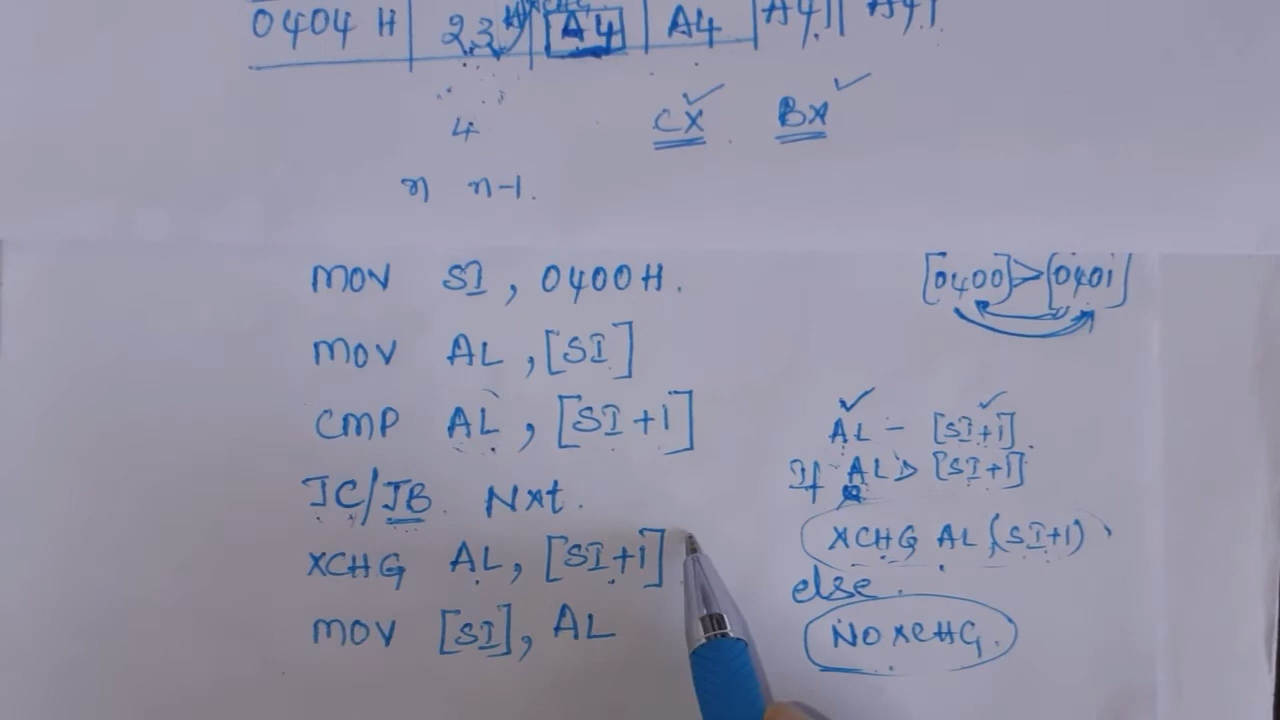 0404 H 23 A4 A4 A4 A4
4 CX BX
n n-1.
MOV SI, 0400H. [0400]>[0401]
MOV AL,[SI]
CMP AL, [SI+1] AL - [SI+1]
If AL> [SI+1]
JC/JB Nxt.
XCHG AL, [SI+1] XCHG AL (SI+1)
else.
MOV [SI], AL NO XCHG.